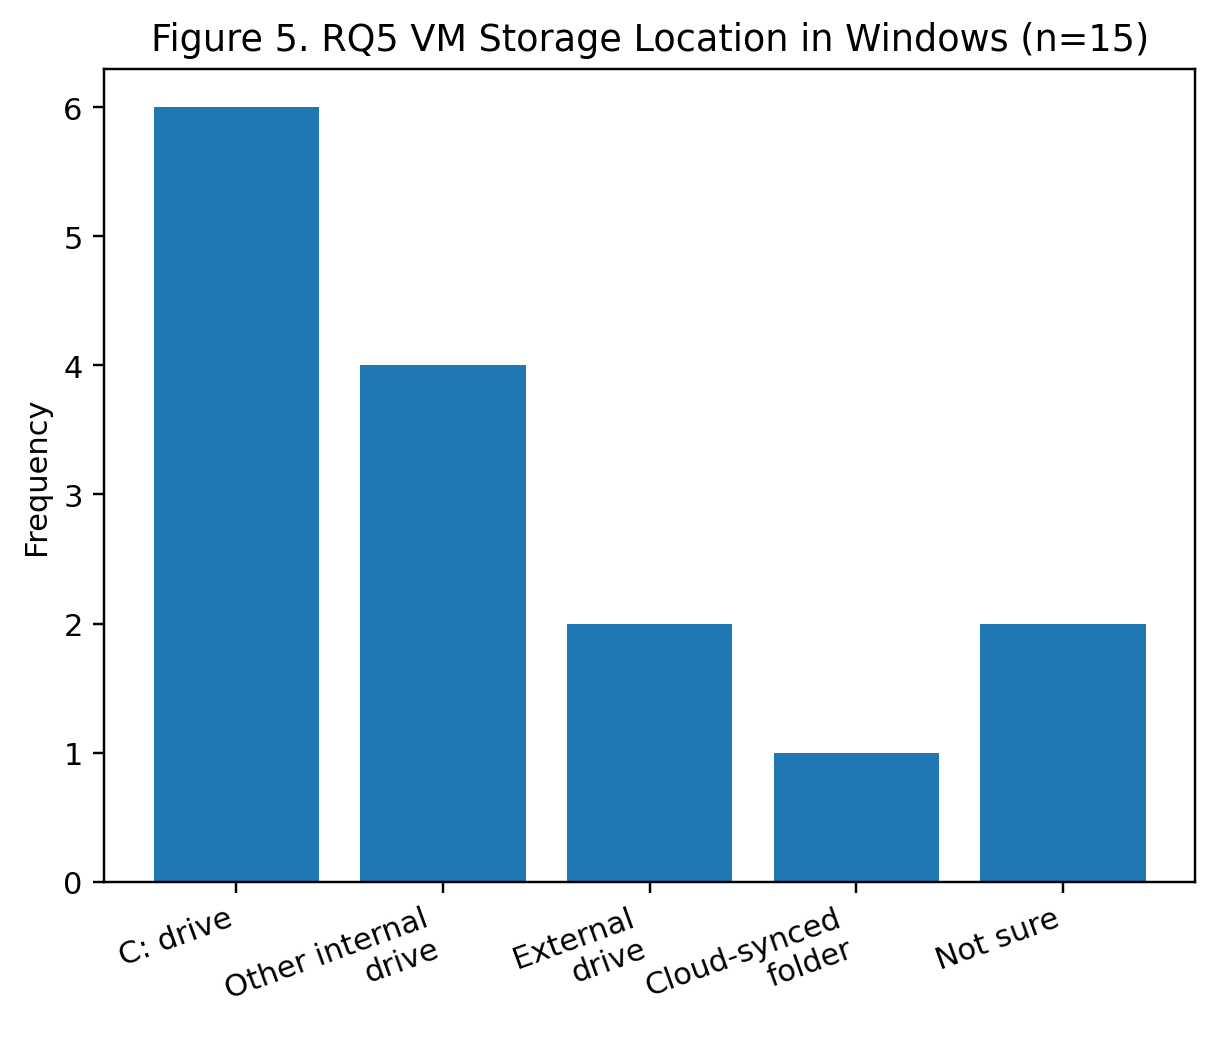 Figure 5. RQ5 VM Storage Location in Windows (n=15)
Frequency
6
5
4
3
2
1
0
C: drive
Other internal
drive
External
drive
Cloud-synced
folder
Not sure